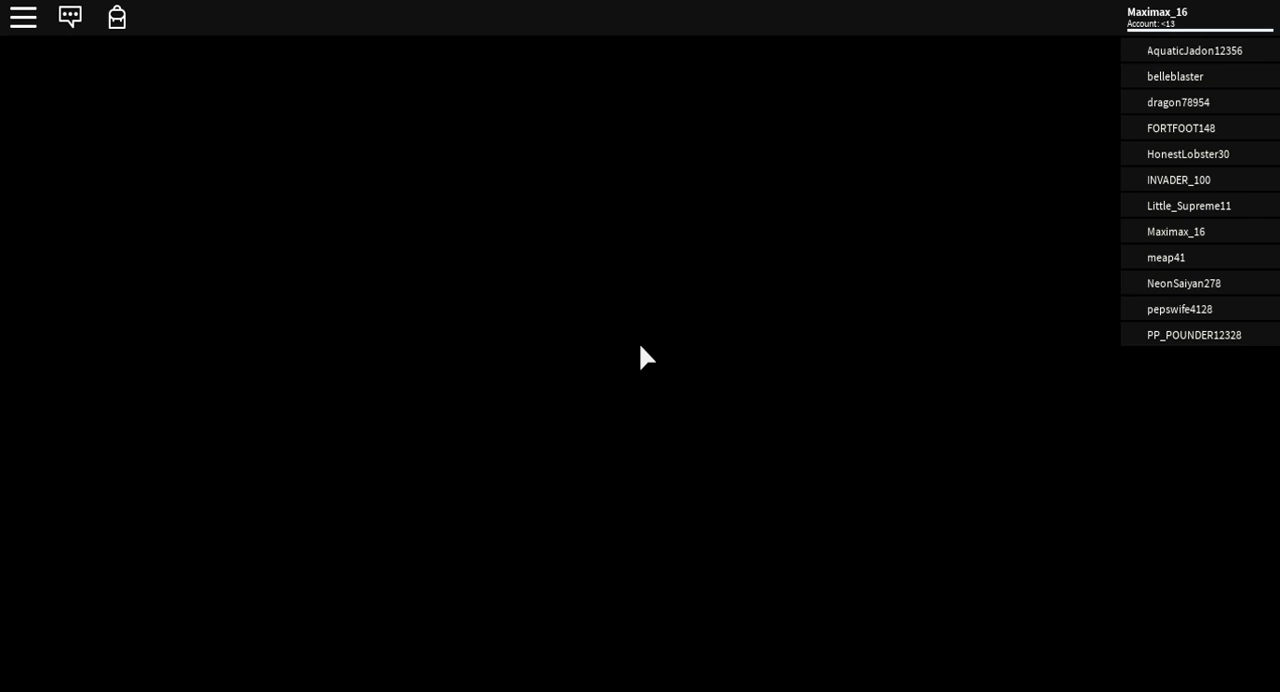 Maximax_16
Account: <13
AquaticJadon12356
belleblaster
dragon78954
FORTFOOT148
HonestLobster30
INVADER_100
Little_Supreme11
Maximax_16
meap41
NeonSaiyan278
pepswife4128
PP_POUNDER12328